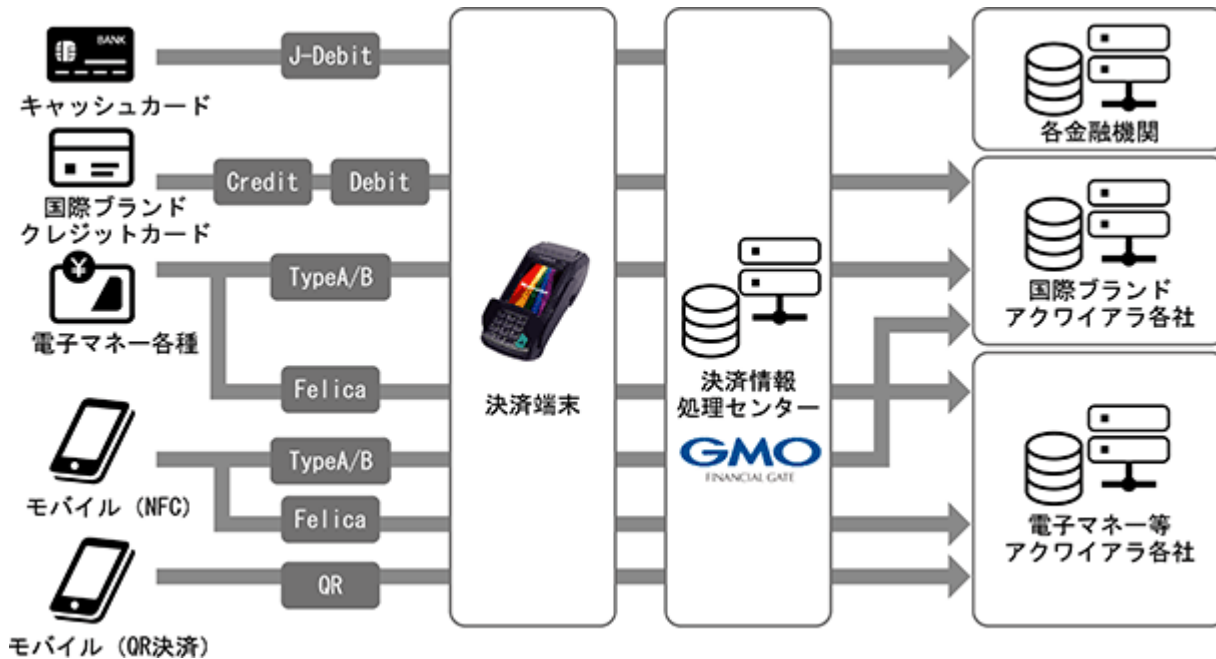 BANK
キャッシュカード
J-Debit
国際ブランド
クレジットカード
Credit
Debit
¥
電子マネー各種
TypeA/B
Felica
モバイル (NFC)
TypeA/B
Felica
モバイル (QR決済)
QR
決済端末
決済情報
処理センター
GMO
FINANCIAL GATE
各金融機関
国際ブランド
アクワイアラ各社
電子マネー等
アクワイアラ各社